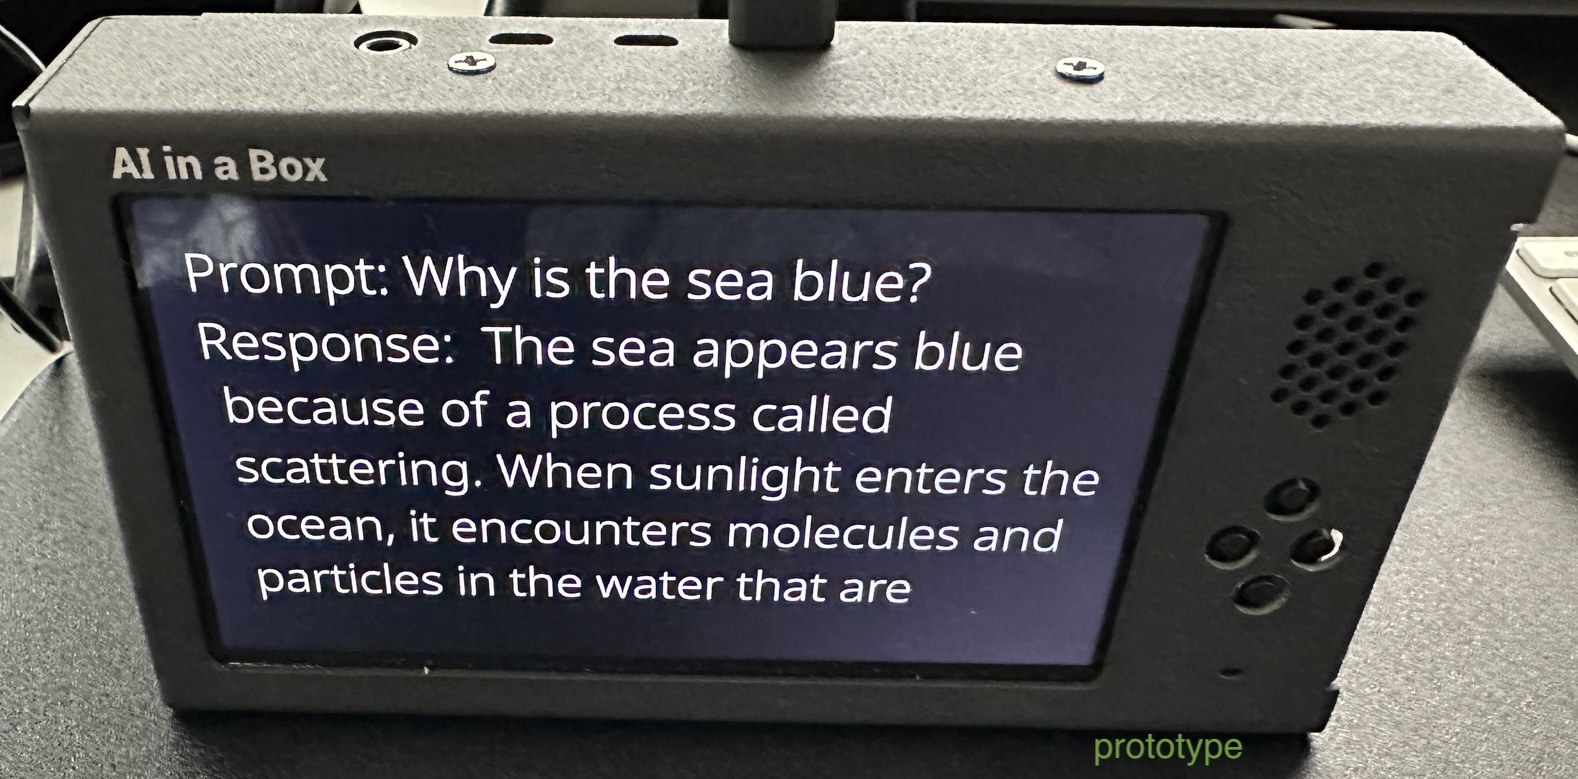 AI in a Box
Prompt: Why is the sea blue?
Response:  The sea appears blue
because of a process called
scattering. When sunlight enters the
ocean, it encounters molecules and
particles in the water that are
prototype